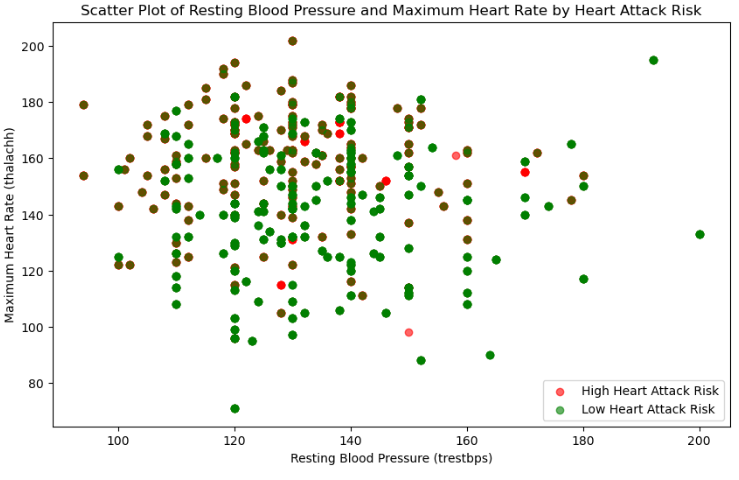 Scatter Plot of Resting Blood Pressure and Maximum Heart Rate by Heart Attack Risk
200
180
160
140
120
100
80
Maximum Heart Rate (thalachh)
100 120 140 160 180 200
Resting Blood Pressure (trestbps)
High Heart Attack Risk
Low Heart Attack Risk